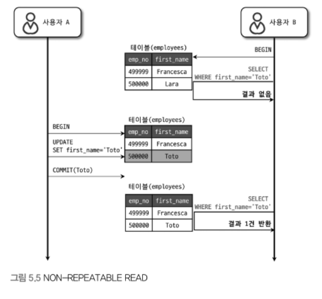 사용자 A
사용자 B
테이블(employees)
BEGIN
emp_no first_name
499999 Francesca
500000 Lara
SELECT
WHERE first_name='Toto'
결과 없음
BEGIN
테이블(employees)
emp_no first_name
UPDATE
SET first_name='Toto'
499999 Francesca
500000 Toto
COMMIT(Toto)
테이블(employees)
emp_no first_name
499999 Francesca
500000 Toto
SELECT
WHERE first_name='Toto'
결과 1건 반환
그림 5.5 NON-REPEATABLE READ